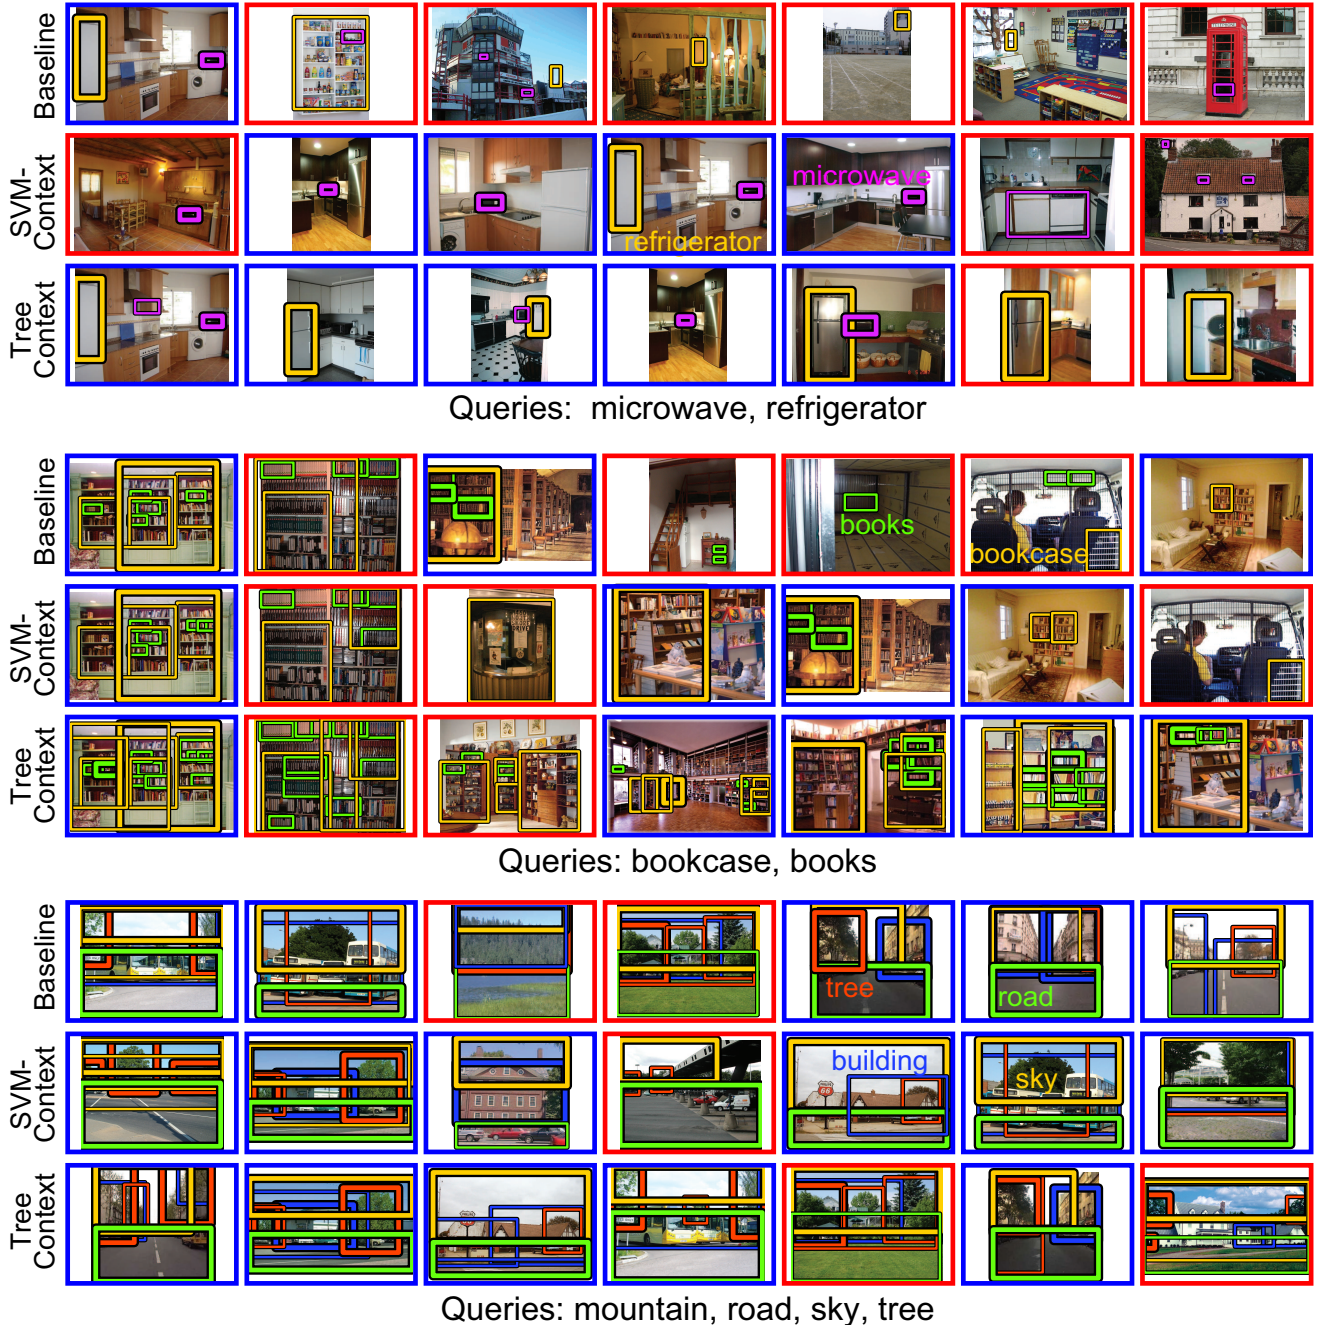 Baseline
SVM-
Context
microwave
refrigerator
Tree
Context
Queries: microwave, refrigerator
Baseline
books
bookcase
SVM-
Context
Tree
Context
Queries: bookcase, books
Baseline
tree
road
SVM-
Context
building
sky
66
Tree
Context
Queries: mountain, road, sky, tree